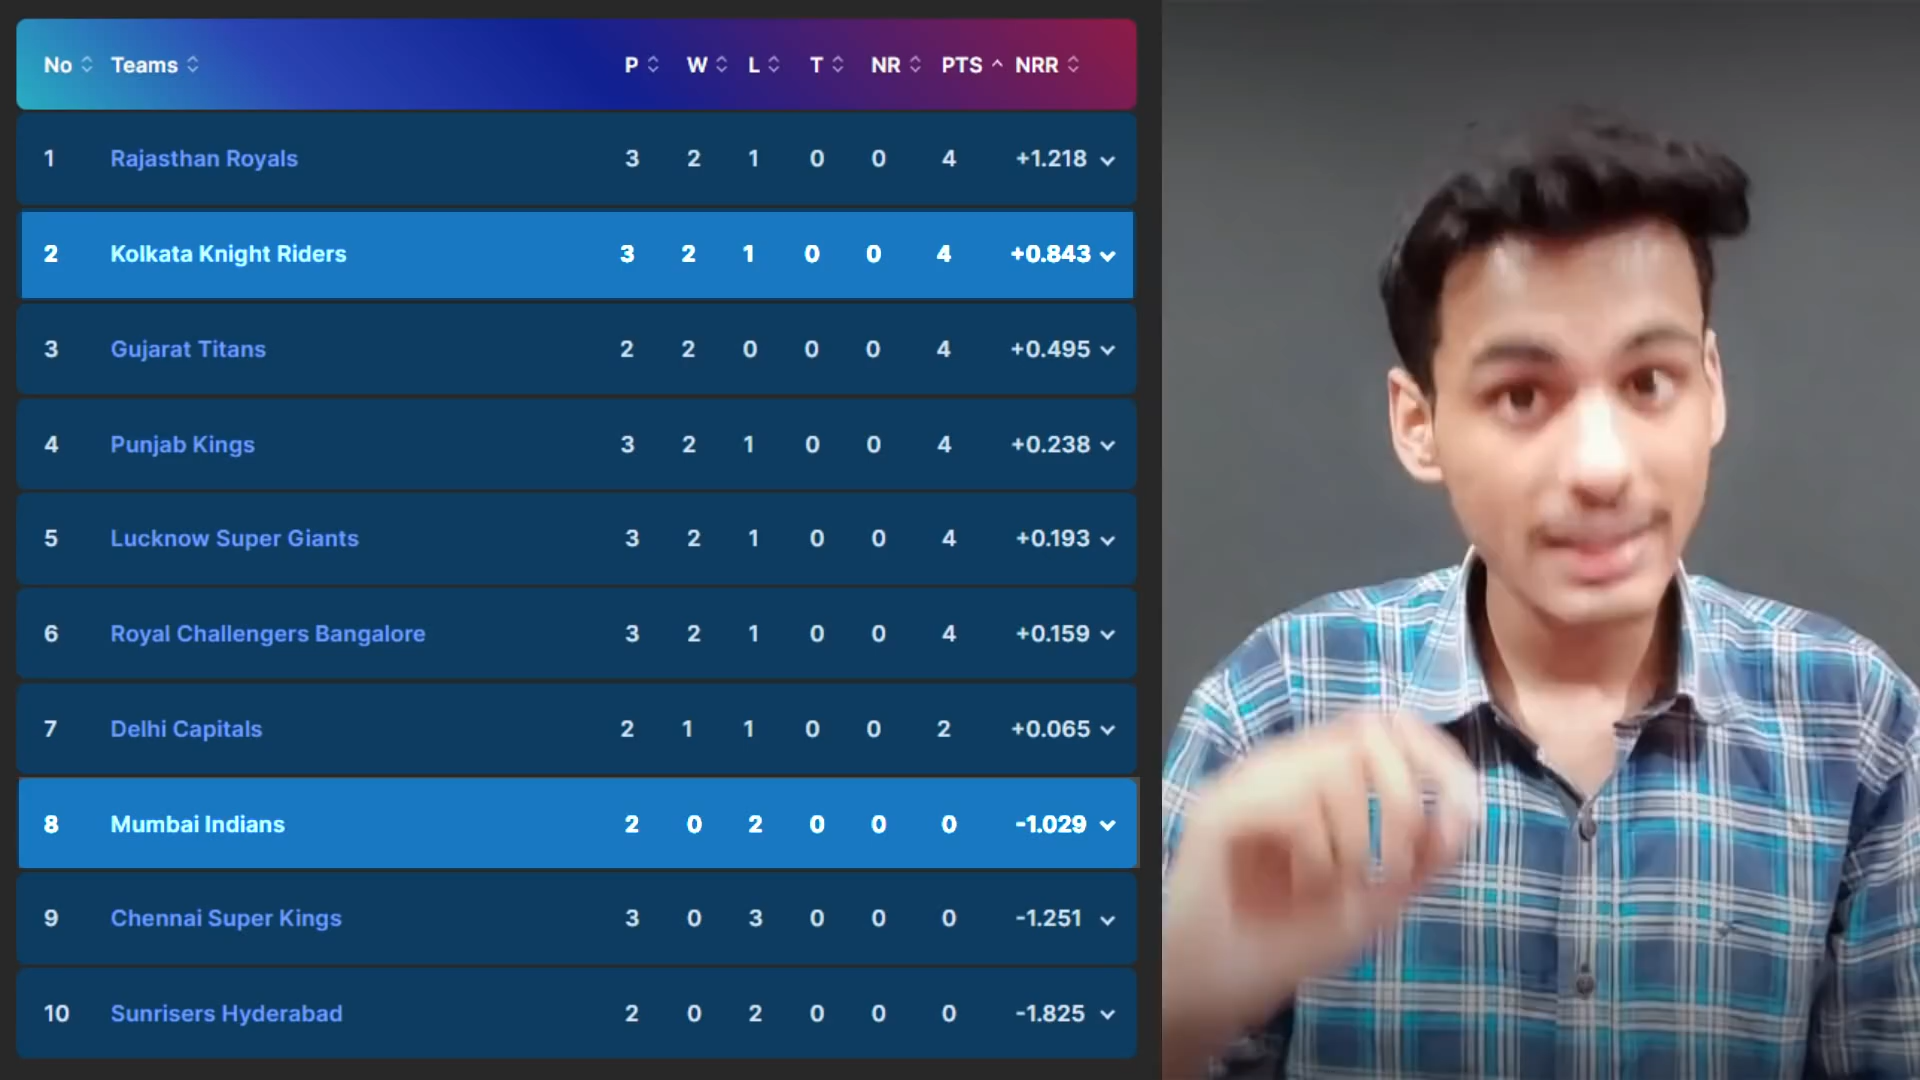 No Teams P W L T NR PTS NRR
1 Rajasthan Royals 3 2 1 0 0 4 +1.218
2 Kolkata Knight Riders 3 2 1 0 0 4 +0.843
3 Gujarat Titans 2 2 0 0 0 4 +0.495
4 Punjab Kings 3 2 1 0 0 4 +0.238
5 Lucknow Super Giants 3 2 1 0 0 4 +0.193
6 Royal Challengers Bangalore 3 2 1 0 0 4 +0.159
7 Delhi Capitals 2 1 1 0 0 2 +0.065
8 Mumbai Indians 2 0 2 0 0 0 -1.029
9 Chennai Super Kings 3 0 3 0 0 0 -1.251
10 Sunrisers Hyderabad 2 0 2 0 0 0 -1.825